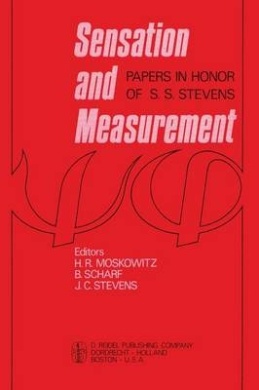 Sensation
and
PAPERS IN HONOR
OF S. S. STEVENS
Measurement
Editors
H. R. MOSKOWITZ
B. SCHARF
J. C. STEVENS
D. REIDEL PUBLISHING COMPANY
DORDRECHT - HOLLAND
BOSTON - U.S.A.